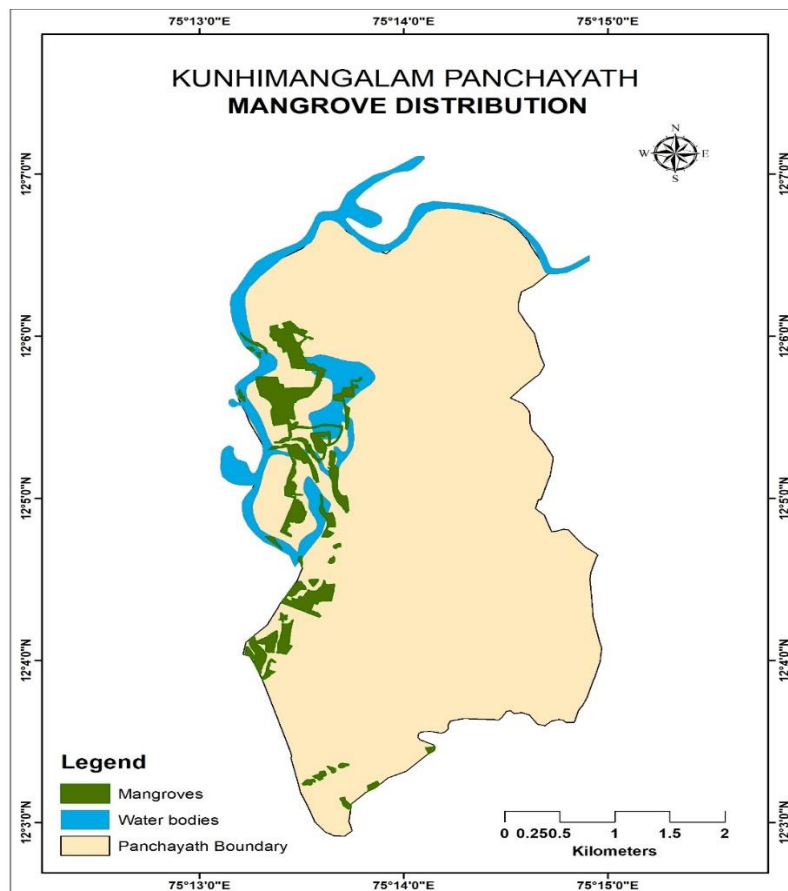 75°13'0"E 75°14'0"E 75°15'0"E
KUNHIMANGALAM PANCHAYATH
MANGROVE DISTRIBUTION
N
W E
S
12°7'0"N 12°7'0"N
12°6'0"N 12°6'0"N
12°5'0"N 12°5'0"N
12°4'0"N 12°4'0"N
12°3'0"N 12°3'0"N
Legend
Mangroves
Water bodies
Panchayath Boundary
0 0.250.5 1 1.5 2
Kilometers
75°13'0"E 75°14'0"E 75°15'0"E